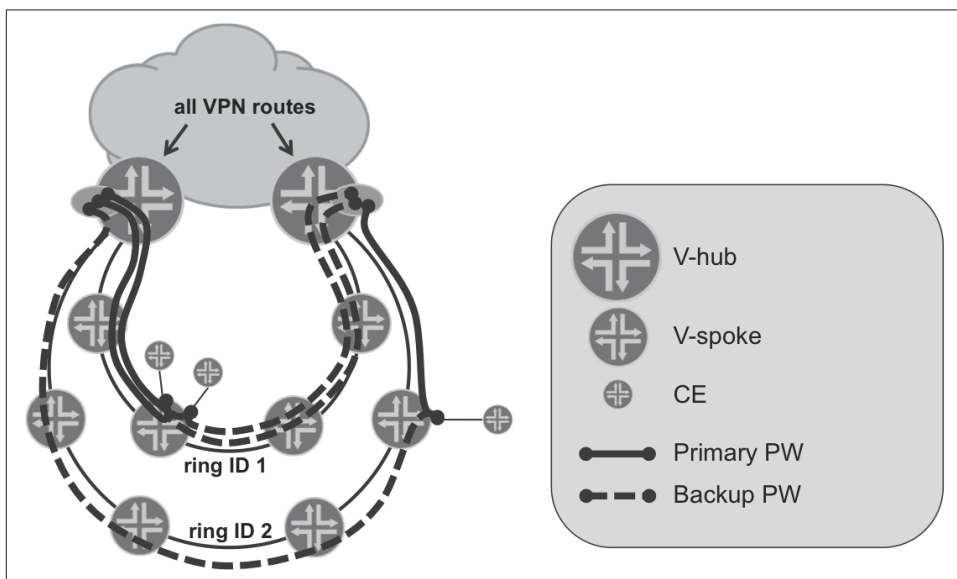 all VPN routes
ring ID 1
ring ID 2
V-hub
V-spoke
CE
Primary PW
Backup PW